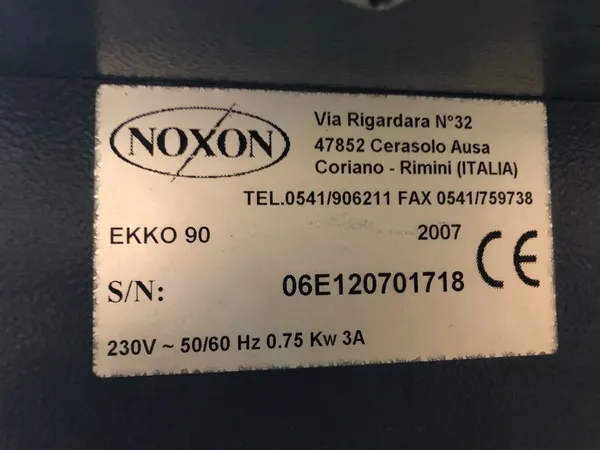 NOXON
Via Rigardara N°32
47852 Cerasolo Ausa
Coriano - Rimini (ITALIA)
TEL.0541/906211 FAX 0541/759738
EKKO 90 2007
CE
S/N: 06E120701718
230V ~ 50/60 Hz 0.75 Kw 3A